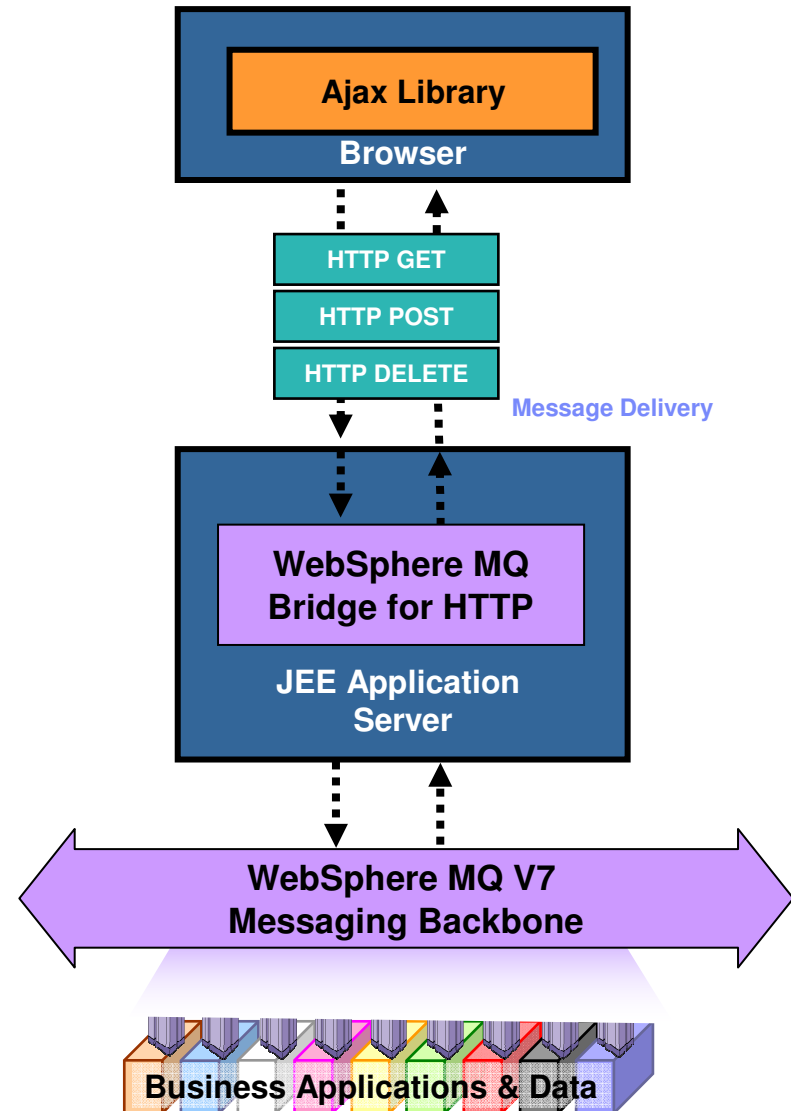 Ajax Library
Browser
HTTP GET
HTTP POST
HTTP DELETE
Message Delivery
WebSphere MQ
Bridge for HTTP
JEE Application
Server
WebSphere MQ V7
Messaging Backbone
Business Applications & Data